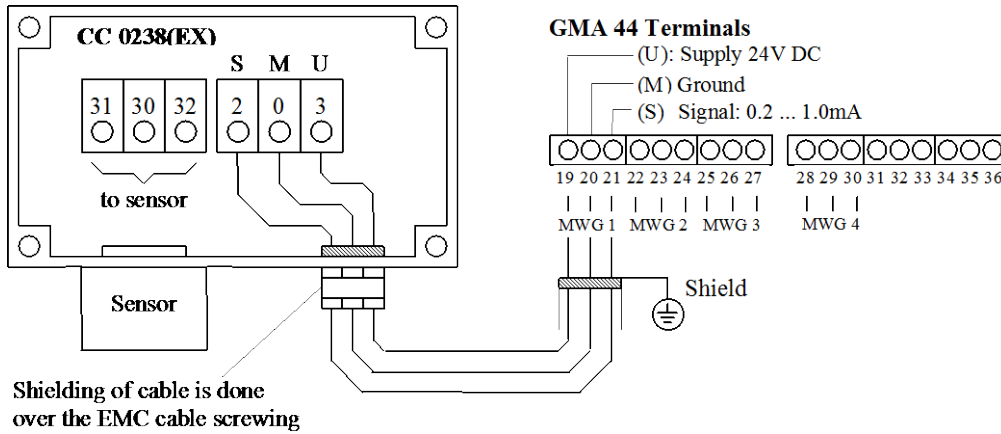 CC 0238(EX)
S M U
31 30 32 2 0 3
to sensor
Sensor
Shielding of cable is done
over the EMC cable screwing
GMA 44 Terminals
(U): Supply 24V DC
(M) Ground
(S) Signal: 0.2 ... 1.0mA
19 20 21 22 23 24 25 26 27 28 29 30 31 32 33 34 35 36
MWG 1 MWG 2 MWG 3 MWG 4
Shield